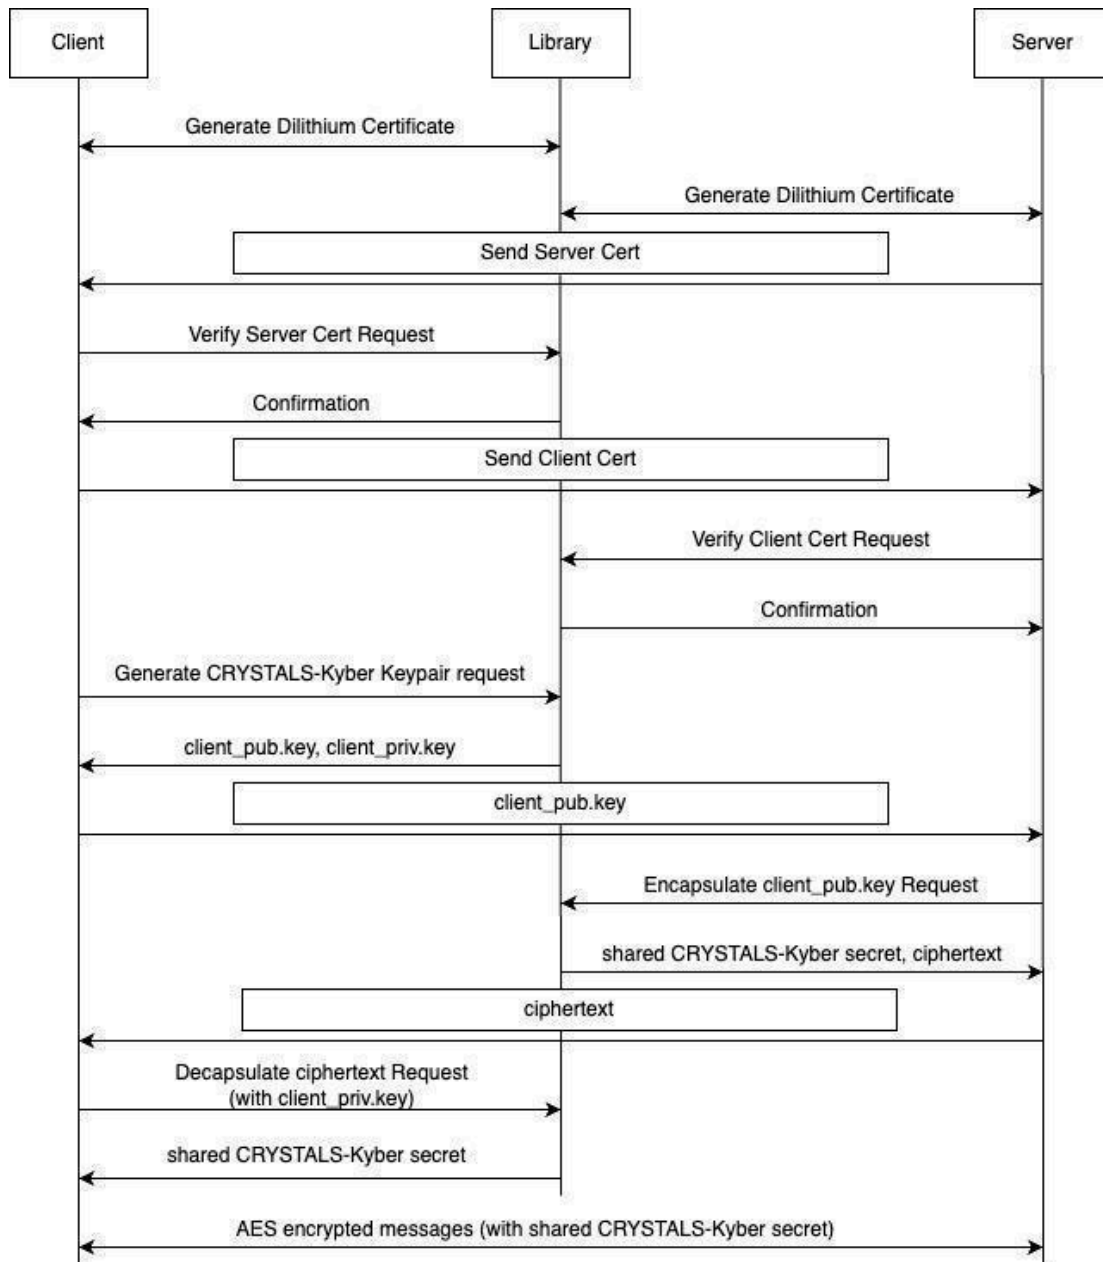 Client
Library
Server
Generate Dilithium Certificate
Generate Dilithium Certificate
Send Server Cert
Verify Server Cert Request
Confirmation
Send Client Cert
Verify Client Cert Request
Confirmation
Generate CRYSTALS-Kyber Keypair request
client_pub.key, client_priv.key
client_pub.key
Encapsulate client_pub.key Request
shared CRYSTALS-Kyber secret, ciphertext
ciphertext
Decapsulate ciphertext Request
(with client_priv.key)
shared CRYSTALS-Kyber secret
AES encrypted messages (with shared CRYSTALS-Kyber secret)